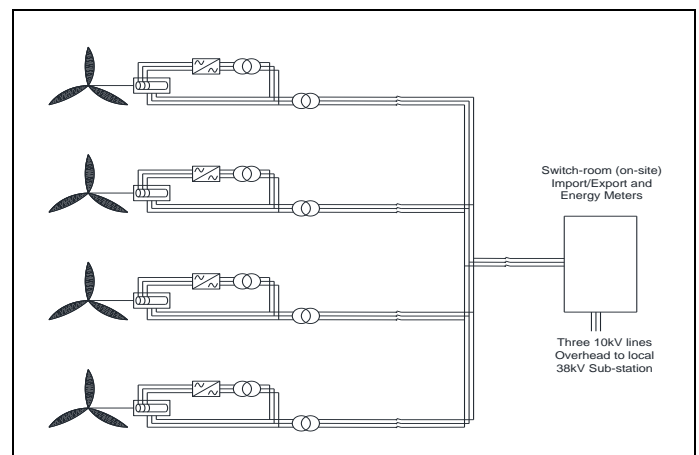 Switch-room (on-site)
Import/Export and
Energy Meters
Three 10kV lines
Overhead to local
38kV Sub-station